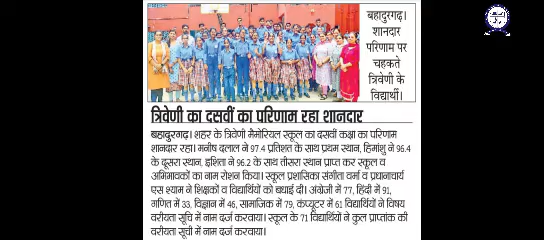 बहादुरगढ़।
शानदार
परिणाम पर
चहकते
त्रिवेणी के
विद्यार्थी।
त्रिवेणी का दसवीं का परिणाम रहा शानदार
बहादुरगढ़। शहर के त्रिवेणी मैमोरियल स्कूल का दसवीं कक्षा का परिणाम
शानदार रहा। मनीष दलाल ने 97.4 प्रतिशत के साथ प्रथम स्थान, हिमांशु ने 96.4
के दूसरा स्थान, इशिता ने 96.2 के साथ तीसरा स्थान प्राप्त कर स्कूल व
अभिभावकों का नाम रोशन किया। स्कूल प्रशासिका संगीता वर्मा व प्रधानाचार्य
एस श्याम ने शिक्षकों व विद्यार्थियों को बधाई दी। अंग्रेजी में 77, हिंदी में 91,
गणित में 33, विज्ञान में 46, सामाजिक में 79, कंप्यूटर में 61 विद्यार्थियों ने विषय
वरीयता सूचि में नाम दर्ज करवाया। स्कूल के 71 विद्यार्थियों ने कुल प्राप्तांक की
वरीयता सूची में नाम दर्ज करवाया।